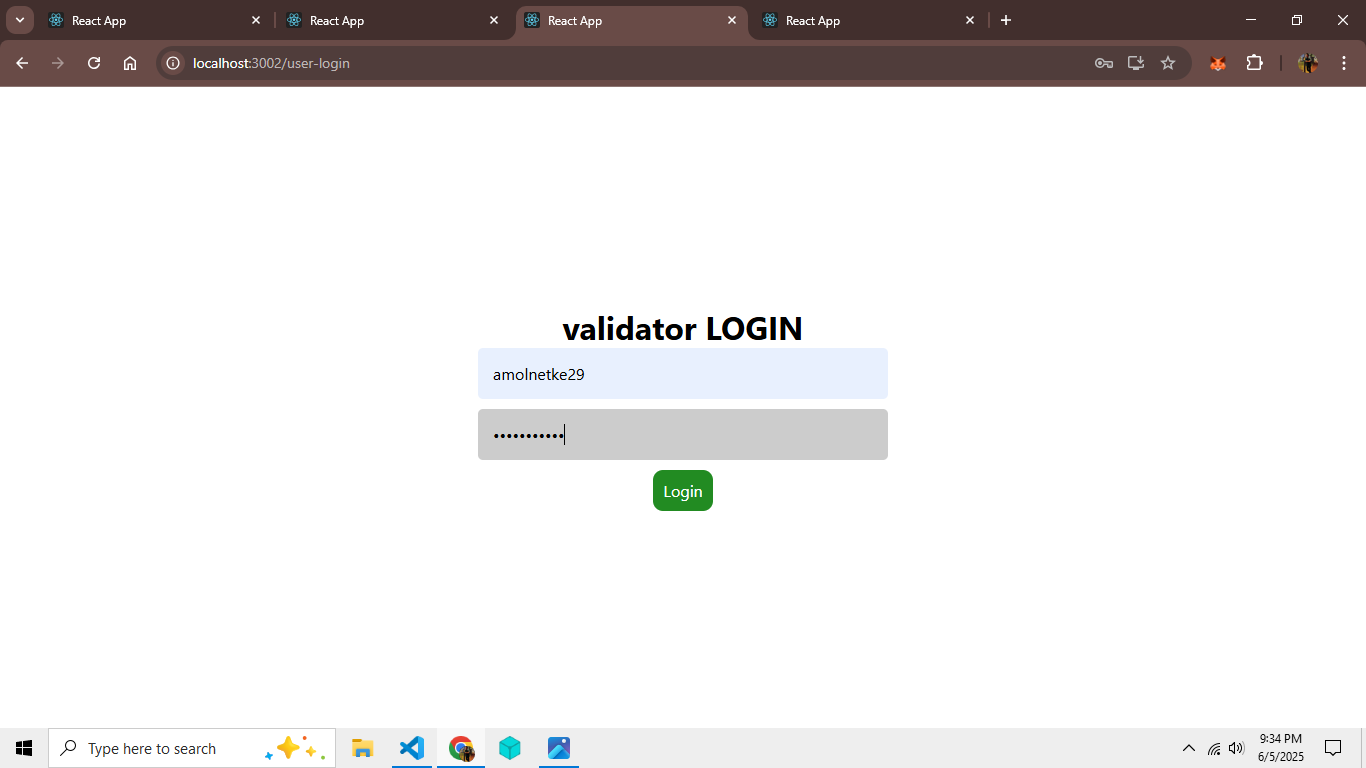 React App
React App
React App
React App
localhost:3002/user-login
validator LOGIN
amolnetke29
•••••••••••
Login
Type here to search
9:34 PM
6/5/2025